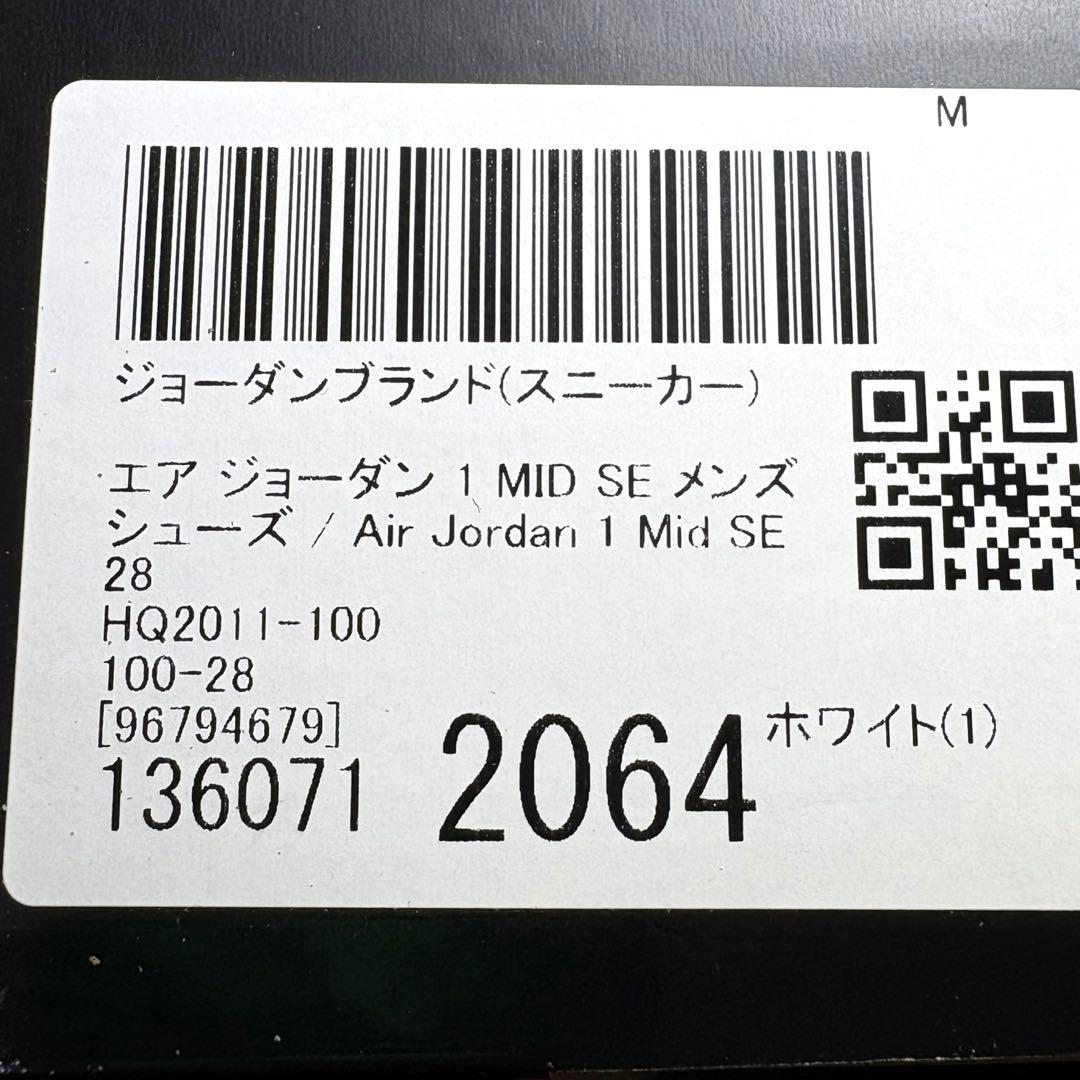 M
ジョーダンブランド(スニーカー)
エア ジョーダン 1 MID SE メンズ
シューズ / Air Jordan 1 Mid SE
28
HQ2011-100
100-28
[96794679]
ホワイト(1)
136071 2064